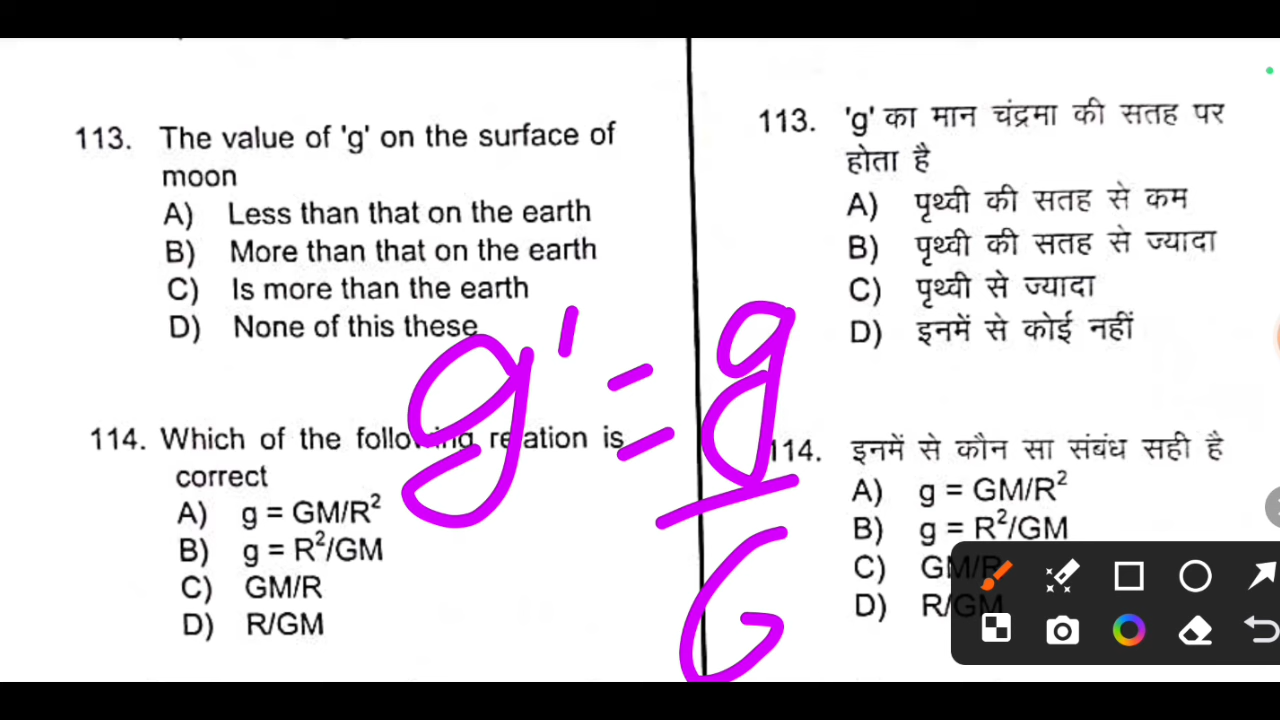 113. The value of 'g' on the surface of
moon
A) Less than that on the earth
B) More than that on the earth
C) Is more than the earth
D) None of this these
114. Which of the following relation is
correct
A) g = GM/R²
B) g = R²/GM
C) GM/R
D) R/GM
113. 'g' का मान चंद्रमा की सतह पर
होता है
A) पृथ्वी की सतह से कम
B) पृथ्वी की सतह से ज्यादा
C) पृथ्वी से ज्यादा
D) इनमें से कोई नहीं
114. इनमें से कौन सा संबंध सही है
A) g = GM/R²
B) g = R²/GM
C) GM/R
D) R/GM
g' = g
6